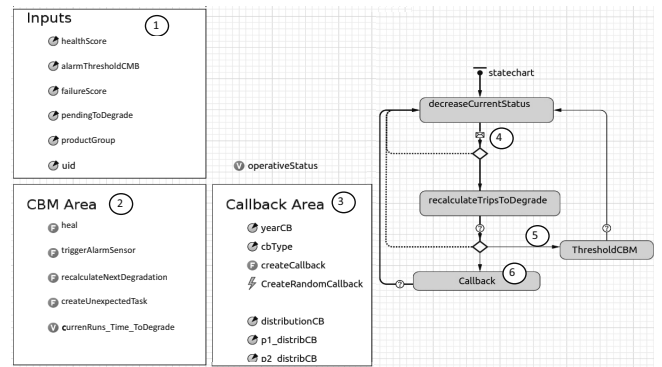 Inputs
1
healthScore
alarmThresholdCMB
failureScore
pendingToDegrade
productGroup
uid
operativeStatus
CBM Area
2
heal
triggerAlarmSensor
recalculateNextDegradation
createUnexpectedTask
currenRuns_Time_ToDegrade
Callback Area
3
yearCB
cbType
createCallback
CreateRandomCallback
distributionCB
p1_distribCB
p2_distribCB
statechart
decreaseCurrentStatus
4
recalculateTripsToDegrade
?
5
?
ThresholdCBM
6
Callback
?